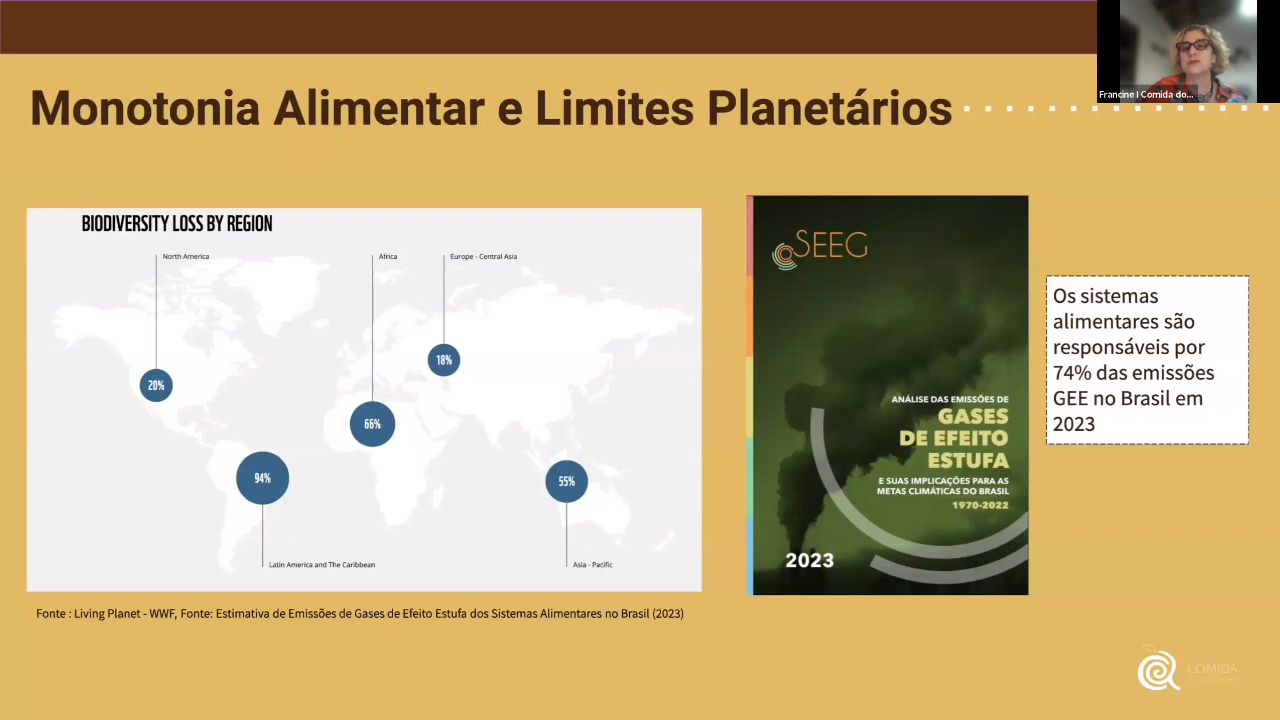 Francine | Comida do...
Monotonia Alimentar e Limites Planetários
BIODIVERSITY LOSS BY REGION
North America
Africa
Europe - Central Asia
20%
18%
66%
94%
55%
Latin America and The Caribbean
Asia - Pacific
SEEG
ANÁLISE DAS EMISSÕES DE
GASES
DE EFEITO
ESTUFA
E SUAS IMPLICAÇÕES PARA AS
METAS CLIMÁTICAS DO BRASIL
1970-2022
2023
Os sistemas
alimentares são
responsáveis por
74% das emissões
GEE no Brasil em
2023
Fonte : Living Planet - WWF, Fonte: Estimativa de Emissões de Gases de Efeito Estufa dos Sistemas Alimentares no Brasil (2023)
COMIDA